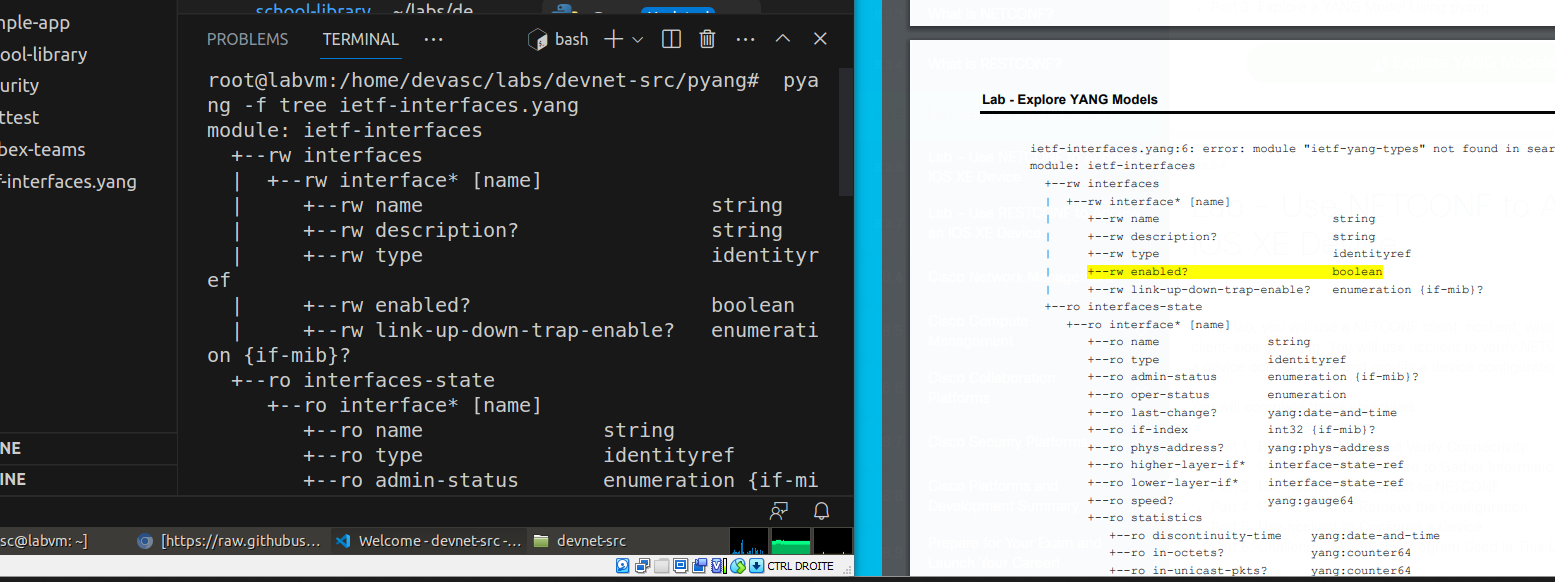 mple-app
ool-library
urity
ttest
bex-teams
f-interfaces.yang
NE
INE
school-library ~/labs/de
PROBLEMS TERMINAL ... bash
root@labvm:/home/devasc/labs/devnet-src/pyang#  pya
ng -f tree ietf-interfaces.yang
module: ietf-interfaces
  +--rw interfaces
  |  +--rw interface* [name]
  |     +--rw name                        string
  |     +--rw description?                string
  |     +--rw type                        identityr
ef
  |     +--rw enabled?                    boolean
  |     +--rw link-up-down-trap-enable?   enumerati
on {if-mib}?
  +--ro interfaces-state
     +--ro interface* [name]
        +--ro name               string
        +--ro type               identityref
        +--ro admin-status       enumeration {if-mi
sc@labvm: ~] [https://raw.githubus... Welcome - devnet-src -... devnet-src
CTRL DROITE
Lab - Explore YANG Models
ietf-interfaces.yang:6: error: module "ietf-yang-types" not found in sear
module: ietf-interfaces
  +--rw interfaces
  |  +--rw interface* [name]
  |     +--rw name                        string
  |     +--rw description?                string
  |     +--rw type                        identityref
  |     +--rw enabled?                    boolean
  |     +--rw link-up-down-trap-enable?   enumeration {if-mib}?
  +--ro interfaces-state
     +--ro interface* [name]
        +--ro name               string
        +--ro type               identityref
        +--ro admin-status       enumeration {if-mib}?
        +--ro oper-status        enumeration
        +--ro last-change?       yang:date-and-time
        +--ro if-index           int32 {if-mib}?
        +--ro phys-address?      yang:phys-address
        +--ro higher-layer-if*   interface-state-ref
        +--ro lower-layer-if*    interface-state-ref
        +--ro speed?             yang:gauge64
        +--ro statistics
           +--ro discontinuity-time    yang:date-and-time
           +--ro in-octets?            yang:counter64
           +--ro in-unicast-pkts?      yang:counter64